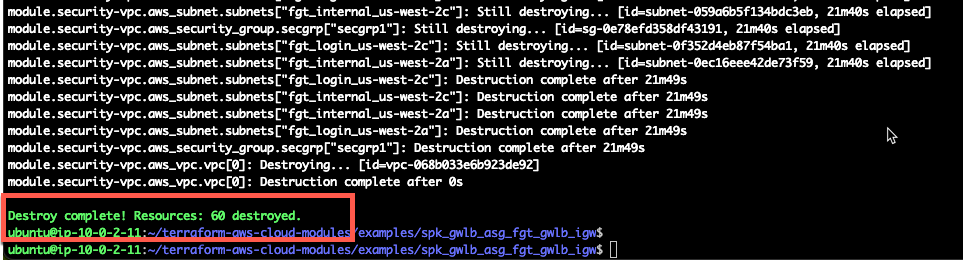 module.security-vpc.aws_subnet.subnets["fgt_internal_us-west-2c"]: Still destroying... [id=subnet-059a6b5f134bdc3eb, 21m40s elapsed]
module.security-vpc.aws_security_group.secgrp["secgrp1"]: Still destroying... [id=sg-0e78efd358df43191, 21m40s elapsed]
module.security-vpc.aws_subnet.subnets["fgt_login_us-west-2c"]: Still destroying... [id=subnet-0f352d4eb87f54ba1, 21m40s elapsed]
module.security-vpc.aws_subnet.subnets["fgt_internal_us-west-2a"]: Still destroying... [id=subnet-0ec16eee42de73f59, 21m40s elapsed]
module.security-vpc.aws_subnet.subnets["fgt_login_us-west-2c"]: Destruction complete after 21m49s
module.security-vpc.aws_subnet.subnets["fgt_internal_us-west-2c"]: Destruction complete after 21m49s
module.security-vpc.aws_subnet.subnets["fgt_internal_us-west-2a"]: Destruction complete after 21m49s
module.security-vpc.aws_subnet.subnets["fgt_login_us-west-2a"]: Destruction complete after 21m49s
module.security-vpc.aws_security_group.secgrp["secgrp1"]: Destruction complete after 21m49s
module.security-vpc.aws_vpc.vpc[0]: Destroying... [id=vpc-068b033e6b923de92]
module.security-vpc.aws_vpc.vpc[0]: Destruction complete after 0s
Destroy complete! Resources: 60 destroyed.
ubuntu@ip-10-0-2-11:~/terraform-aws-cloud-modules/examples/spk_gwlb_asg_fgt_gwlb_igw$
ubuntu@ip-10-0-2-11:~/terraform-aws-cloud-modules/examples/spk_gwlb_asg_fgt_gwlb_igw$